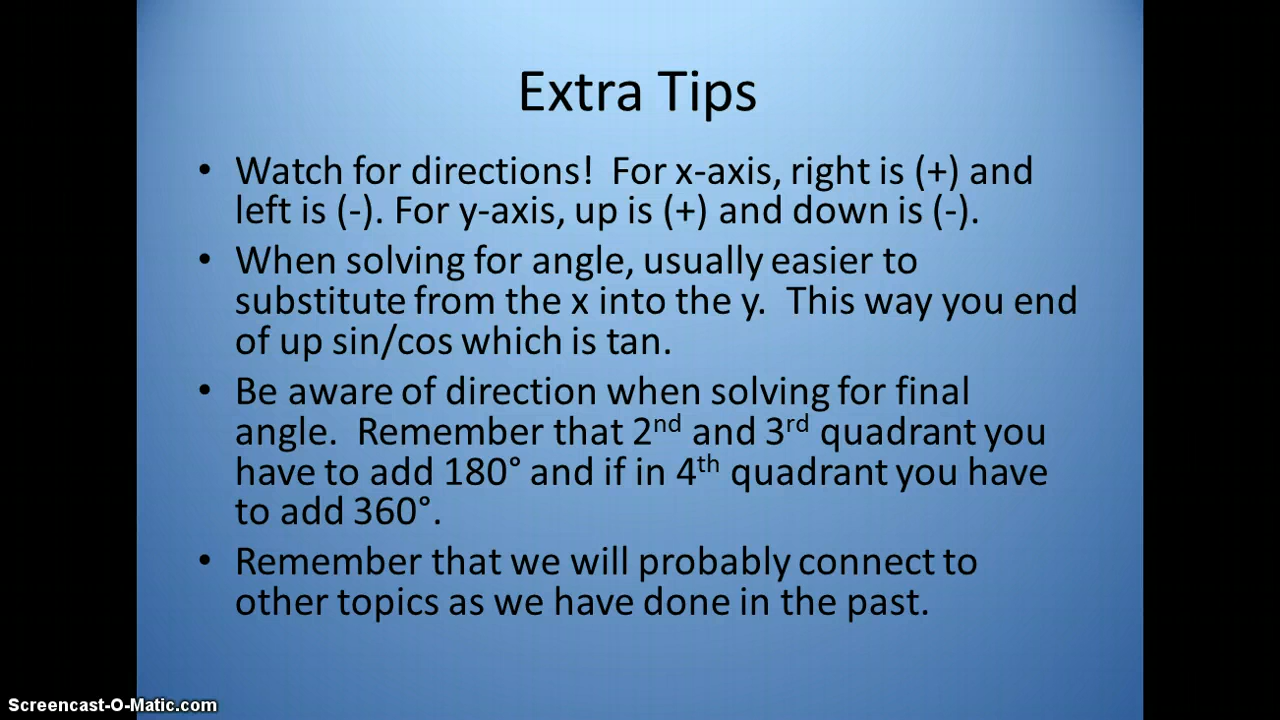 Extra Tips
• Watch for directions!  For x-axis, right is (+) and
left is (-). For y-axis, up is (+) and down is (-).
• When solving for angle, usually easier to
substitute from the x into the y.  This way you end
of up sin/cos which is tan.
• Be aware of direction when solving for final
angle.  Remember that 2nd and 3rd quadrant you
have to add 180° and if in 4th quadrant you have
to add 360°.
• Remember that we will probably connect to
other topics as we have done in the past.
Screencast-O-Matic.com